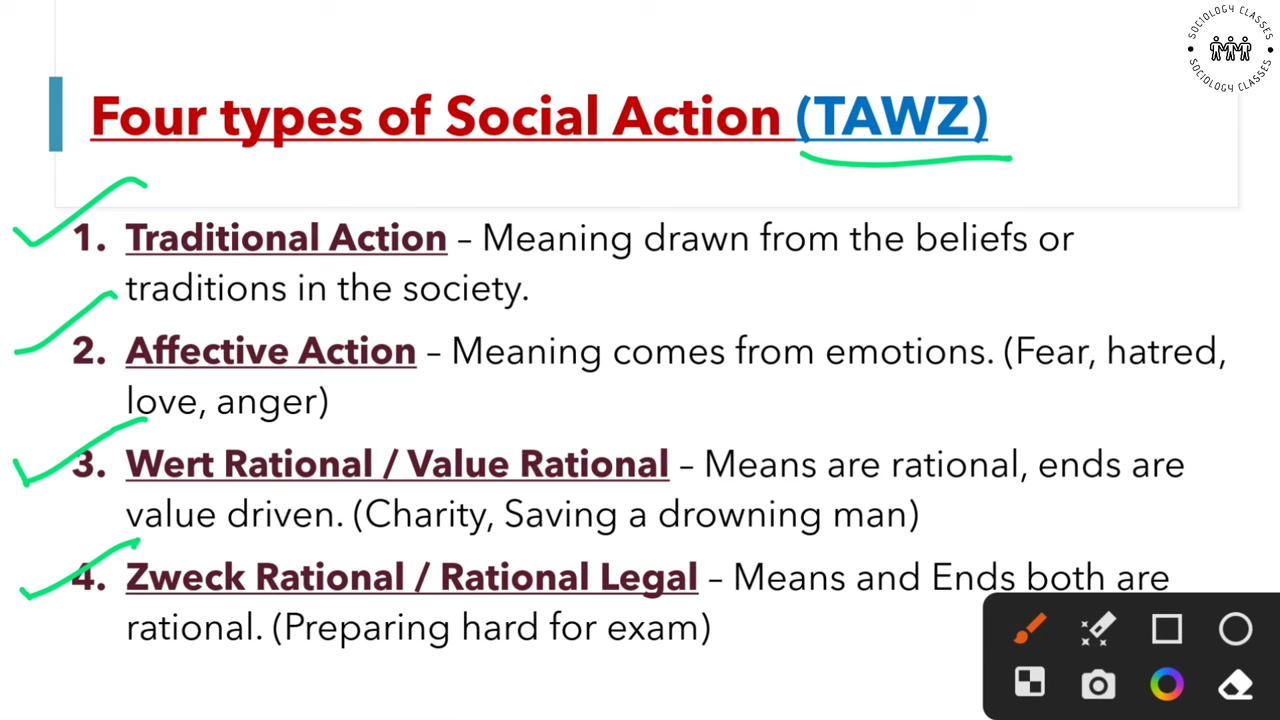 SOCIOLOGY CLASSES
SOCIOLOGY CLASSES
Four types of Social Action (TAWZ)
1. Traditional Action – Meaning drawn from the beliefs or
traditions in the society.
2. Affective Action – Meaning comes from emotions. (Fear, hatred,
love, anger)
3. Wert Rational / Value Rational – Means are rational, ends are
value driven. (Charity, Saving a drowning man)
4. Zweck Rational / Rational Legal – Means and Ends both are
rational. (Preparing hard for exam)